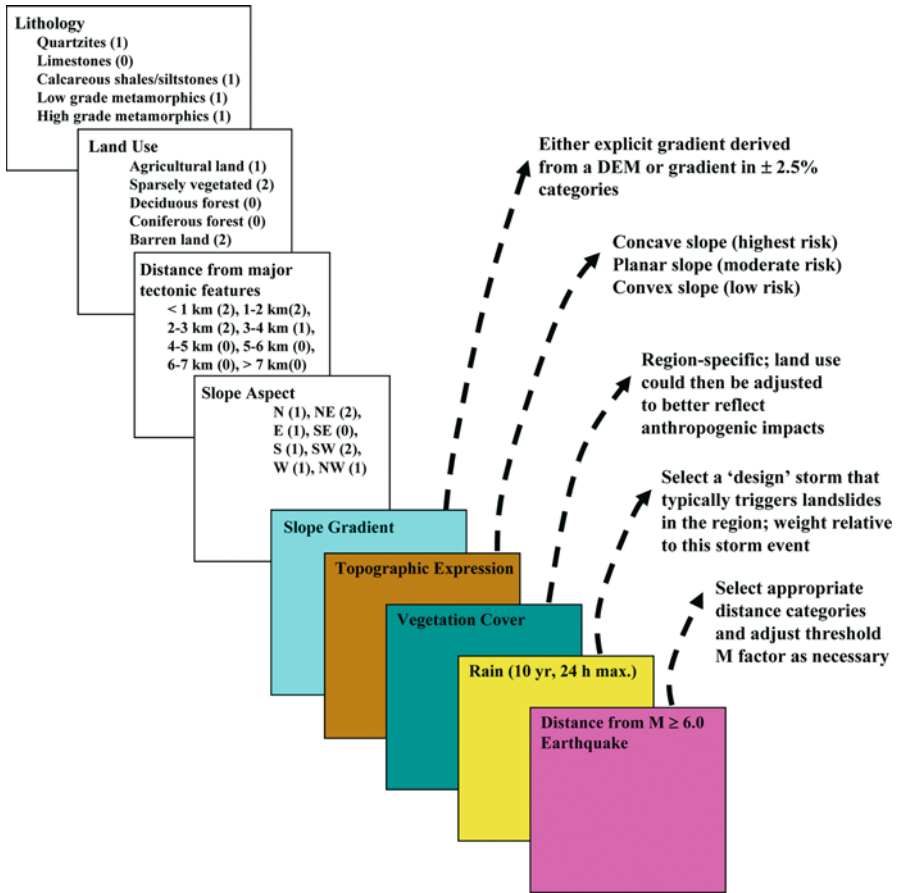 Lithology
Quartzites (1)
Limestones (0)
Calcareous shales/siltstones (1)
Low grade metamorphics (1)
High grade metamorphics (1)
Land Use
Agricultural land (1)
Sparsely vegetated (2)
Deciduous forest (0)
Coniferous forest (0)
Barren land (2)
Distance from major
tectonic features
< 1 km (2), 1-2 km(2),
2-3 km (2), 3-4 km (1),
4-5 km (0), 5-6 km (0),
6-7 km (0), > 7 km(0)
Slope Aspect
N (1), NE (2),
E (1), SE (0),
S (1), SW (2),
W (1), NW (1)
Slope Gradient
Either explicit gradient derived
from a DEM or gradient in ± 2.5%
categories
Topographic Expression
Concave slope (highest risk)
Planar slope (moderate risk)
Convex slope (low risk)
Vegetation Cover
Region-specific; land use
could then be adjusted
to better reflect
anthropogenic impacts
Rain (10 yr, 24 h max.)
Select a ‘design’ storm that
typically triggers landslides
in the region; weight relative
to this storm event
Distance from M ≥ 6.0
Earthquake
Select appropriate
distance categories
and adjust threshold
M factor as necessary